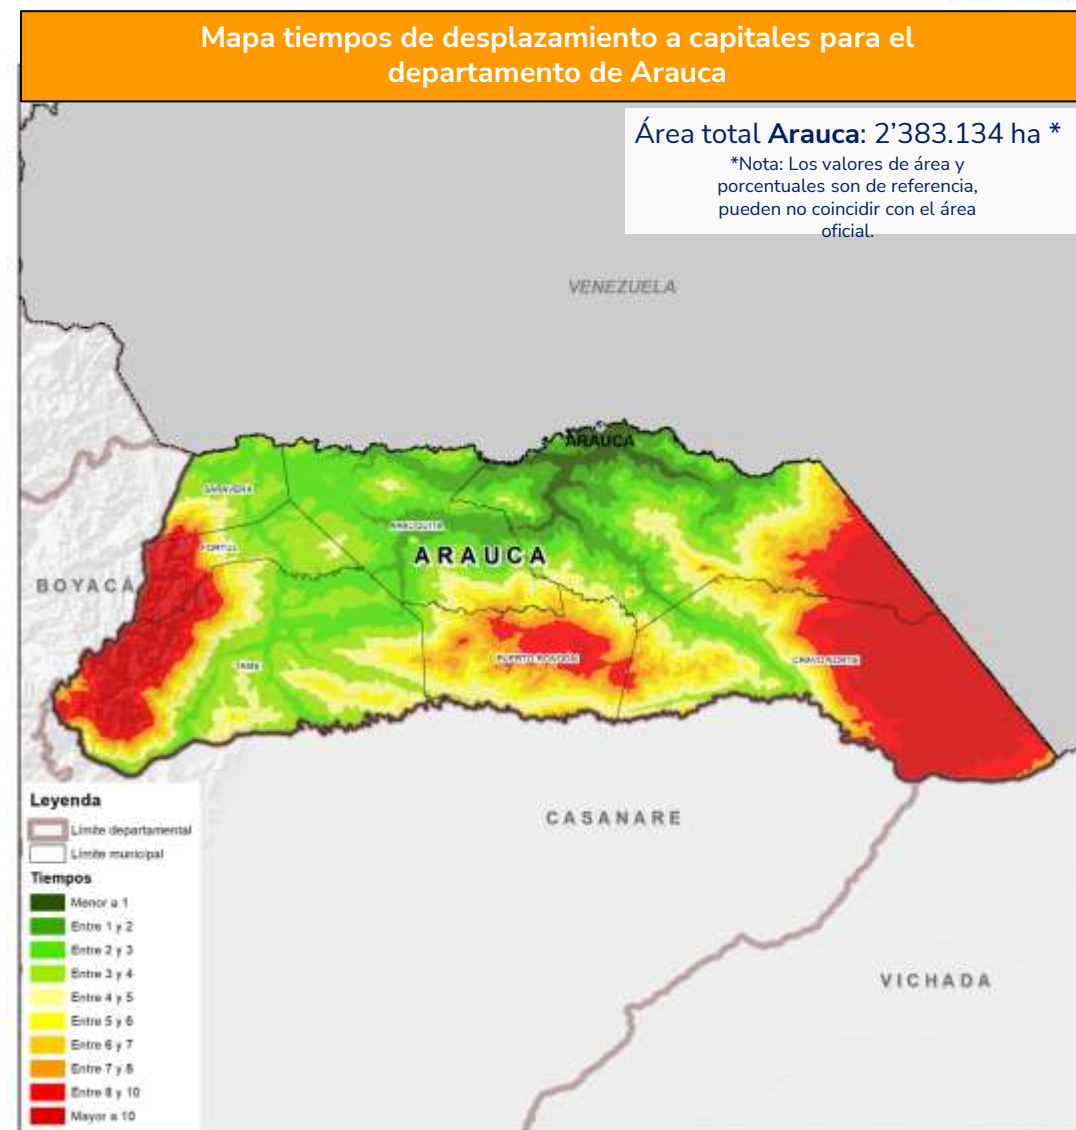 Mapa tiempos de desplazamiento a capitales para el
departamento de Arauca
Área total Arauca: 2’383.134 ha *
*Nota: Los valores de área y
porcentuales son de referencia,
pueden no coincidir con el área
oficial.
VENEZUELA
ARAUCA
SARAVENA
ARAUQUITA
FORTUL
ARAUCA
BOYACÁ
TAME
PUERTO RONDÓN
CRAVO NORTE
CASANARE
VICHADA
Leyenda
Límite departamental
Límite municipal
Tiempos
Menor a 1
Entre 1 y 2
Entre 2 y 3
Entre 3 y 4
Entre 4 y 5
Entre 5 y 6
Entre 6 y 7
Entre 7 y 8
Entre 8 y 10
Mayor a 10